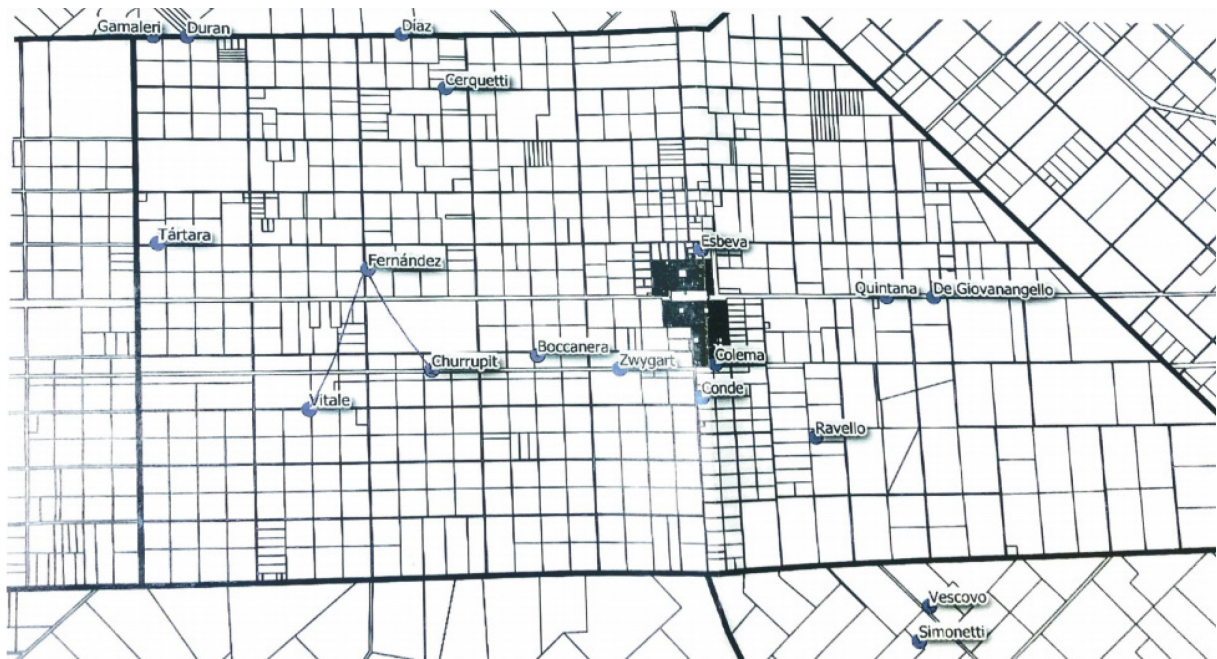 Gamaleri
Duran
Díaz
Cerquetti
Tártara
Esbeva
Fernández
Quintana
De Giovanangello
Boccanera
Churrupit
Zwygart
Colema
Vitale
Conde
Ravello
Vescovo
Simonetti